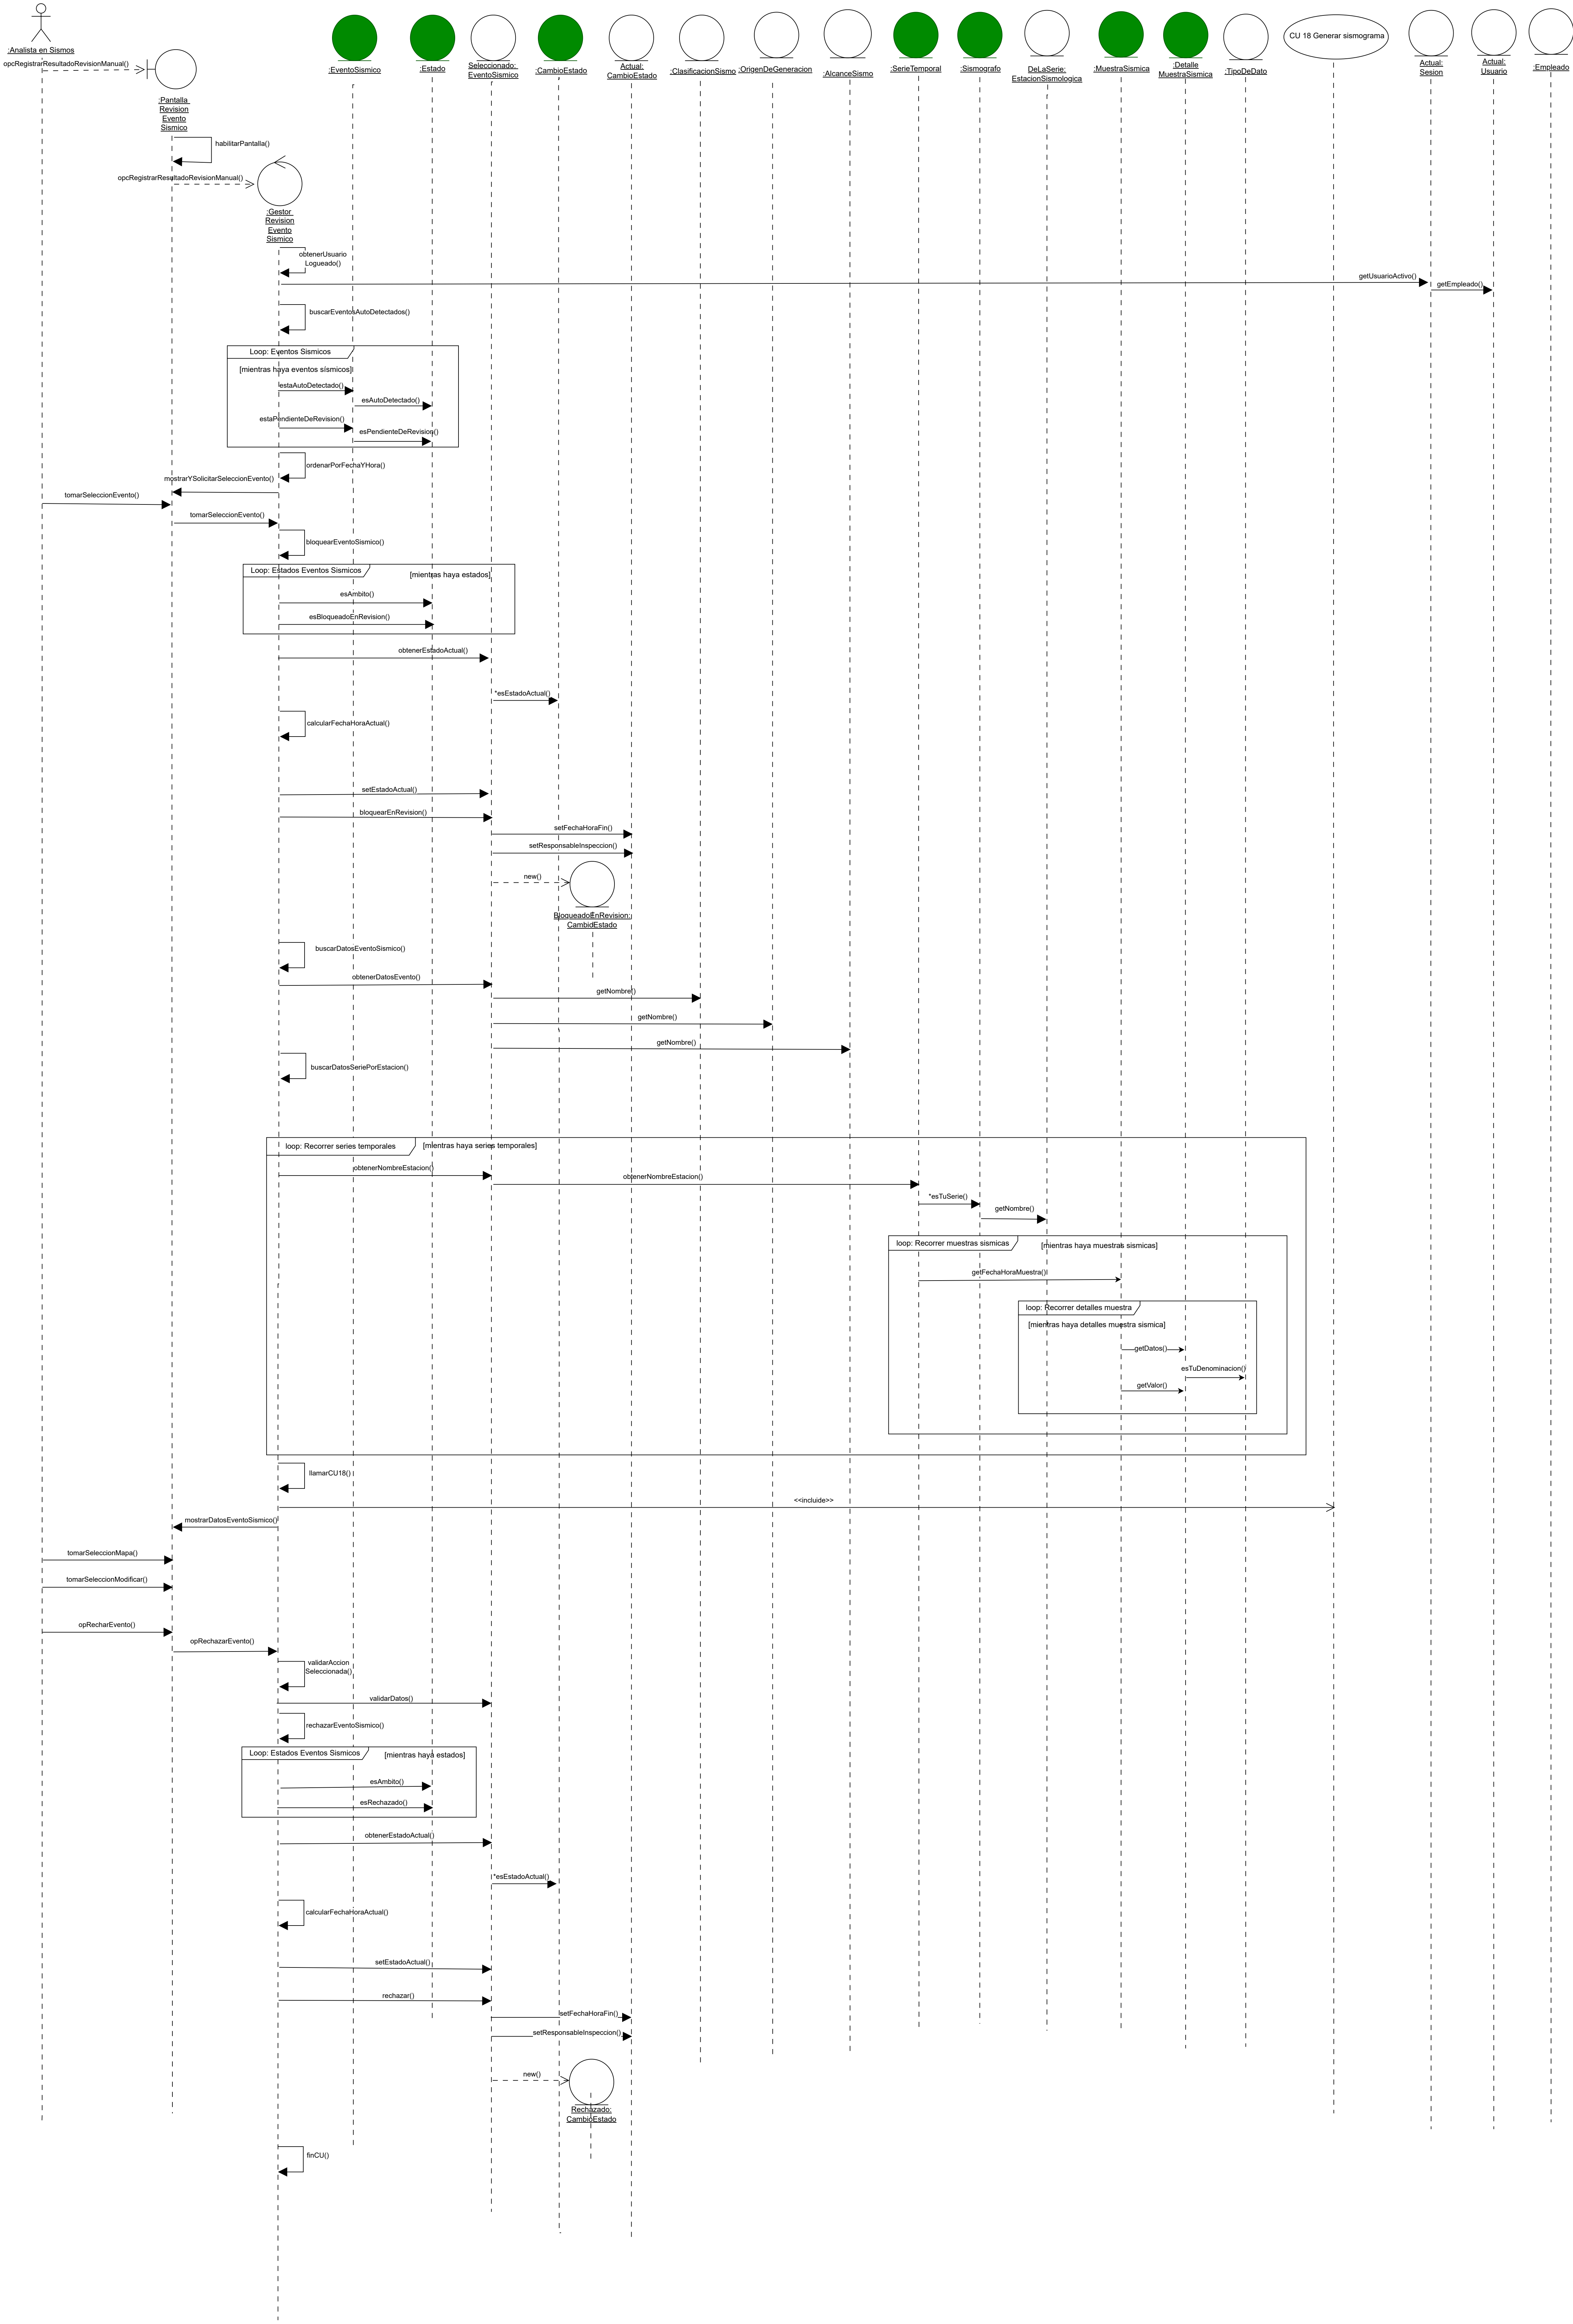 :Analista en Sismos
opcRegistrarResultadoRevisionManual()
:Pantalla
Revision
Evento
Sismico
:EventoSismico
:Estado
Seleccionado:
EventoSismico
:CambioEstado
Actual:
CambioEstado
:ClasificacionSismo
:OrigenDeGeneracion
:AlcanceSismo
:SerieTemporal
:Sismografo
DeLaSerie:
EstacionSismologica
:MuestraSismica
:Detalle
MuestraSismica
:TipoDeDato
CU 18 Generar sismograma
Actual:
Sesion
Actual:
Usuario
:Empleado
habilitarPantalla()
opcRegistrarResultadoRevisionManual()
:Gestor
Revision
Evento
Sismico
obtenerUsuario
Logueado()
getUsuarioActivo()
getEmpleado()
buscarEventosAutoDetectados()
Loop: Eventos Sismicos
[mientras haya eventos sísmicos]
estaAutoDetectado()
esAutoDetectado()
estaPendienteDeRevision()
esPendienteDeRevision()
ordenarPorFechaYHora()
mostrarYSolicitarSeleccionEvento()
tomarSeleccionEvento()
tomarSeleccionEvento()
bloquearEventoSismico()
Loop: Estados Eventos Sismicos
[mientras haya estados]
esAmbito()
esBloqueadoEnRevision()
obtenerEstadoActual()
*esEstadoActual()
calcularFechaHoraActual()
setEstadoActual()
bloquearEnRevision()
setFechaHoraFin()
setResponsableInspeccion()
new()
BloqueadoEnRevision:
CambioEstado
buscarDatosEventoSismico()
obtenerDatosEvento()
getNombre()
getNombre()
getNombre()
buscarDatosSeriePorEstacion()
loop: Recorrer series temporales
[mientras haya series temporales]
obtenerNombreEstacion()
obtenerNombreEstacion()
*esTuSerie()
getNombre()
loop: Recorrer muestras sismicas
[mientras haya muestras sismicas]
getFechaHoraMuestra()
loop: Recorrer detalles muestra
[mientras haya detalles muestra sismica]
getDatos()
esTuDenominacion()
getValor()
llamarCU18()
<<incluide>>
mostrarDatosEventoSismico()
tomarSeleccionMapa()
tomarSeleccionModificar()
opRecharEvento()
opRechazarEvento()
validarAccion
Seleccionada()
validarDatos()
rechazarEventoSismico()
Loop: Estados Eventos Sismicos
[mientras haya estados]
esAmbito()
esRechazado()
obtenerEstadoActual()
*esEstadoActual()
calcularFechaHoraActual()
setEstadoActual()
rechazar()
setFechaHoraFin()
setResponsableInspeccion()
new()
Rechazado:
CambioEstado
finCU()